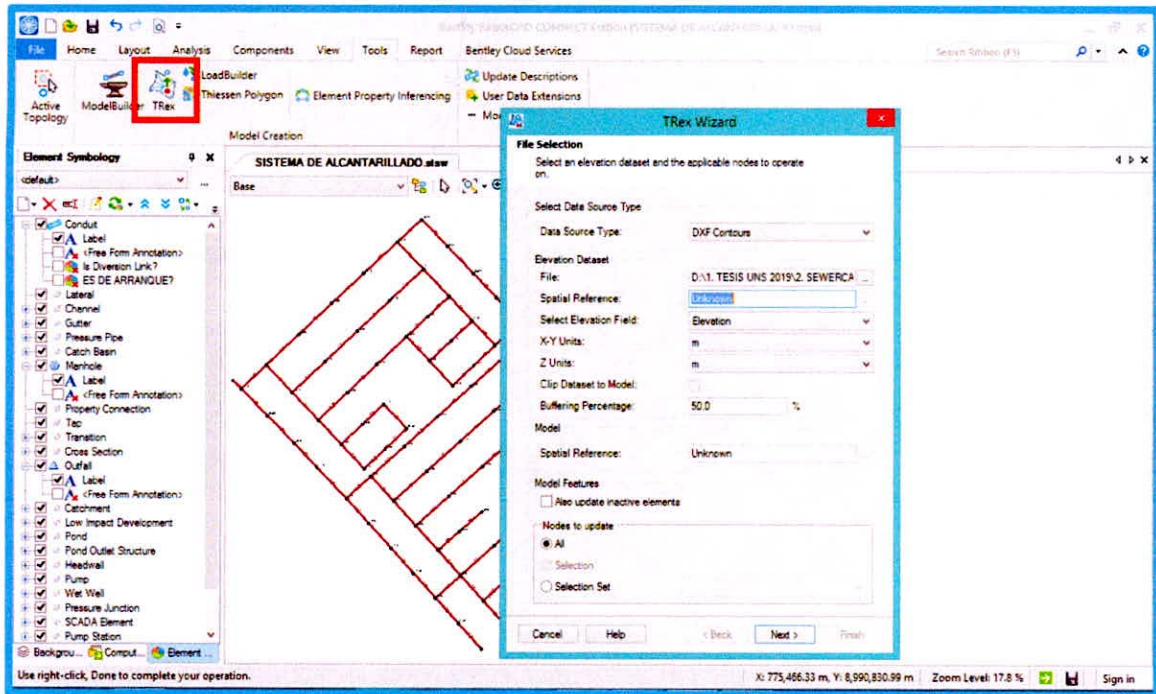 File Home Layout Analysis Components View Tools Report Bentley Cloud Services Search Ribbon (F3)
Active Topology
ModelBuilder
TRex
LoadBuilder
Thiessen Polygon
Element Property Inferencing
Update Descriptions
User Data Extensions
Model Creation
Element Symbology
<default>
Conduit
Label
<Free Form Annotation>
Is Diversion Link?
ES DE ARRANQUE?
Lateral
Channel
Gutter
Pressure Pipe
Catch Basin
Manhole
Label
<Free Form Annotation>
Property Connection
Tap
Transition
Cross Section
Outfall
Label
<Free Form Annotation>
Catchment
Low Impact Development
Pond
Pond Outlet Structure
Headwall
Pump
Wet Well
Pressure Junction
SCADA Element
Pump Station
Backgrou... Comput... Element ...
SISTEMA DE ALCANTARILLADO.stsw
Base
TRex Wizard
File Selection
Select an elevation dataset and the applicable nodes to operate
on.
Select Data Source Type
Data Source Type: DXF Contours
Elevation Dataset
File: D:\1. TESIS UNS 2019\2. SEWERCA ...
Spatial Reference: Unknown
Select Elevation Field: Elevation
X-Y Units: m
Z Units: m
Clip Dataset to Model:
Buffering Percentage: 50.0 %
Model
Spatial Reference: Unknown
Model Features
Also update inactive elements
Nodes to update
All
Selection
Selection Set
Cancel Help < Back Next > Finish
Use right-click, Done to complete your operation. X: 775,466.33 m, Y: 8,990,830.99 m Zoom Level: 17.8 % Sign in